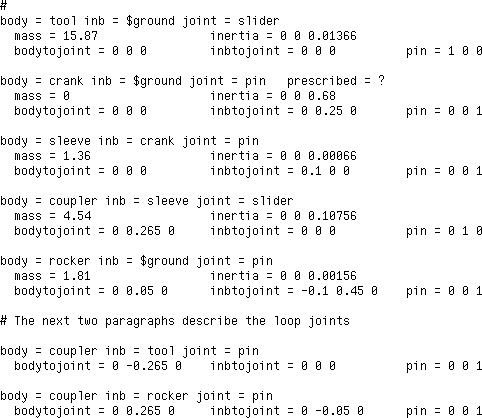 #
body = tool inb = $ground joint = slider
mass = 15.87 inertia = 0 0 0.01366
bodytojoint = 0 0 0 inbtojoint = 0 0 0 pin = 1 0 0
body = crank inb = $ground joint = pin prescribed = ?
mass = 0 inertia = 0 0 0.68
bodytojoint = 0 0 0 inbtojoint = 0 0.25 0 pin = 0 0 1
body = sleeve inb = crank joint = pin
mass = 1.36 inertia = 0 0 0.00066
bodytojoint = 0 0 0 inbtojoint = 0.1 0 0 pin = 0 0 1
body = coupler inb = sleeve joint = slider
mass = 4.54 inertia = 0 0 0.10756
bodytojoint = 0 0.265 0 inbtojoint = 0 0 0 pin = 0 1 0
body = rocker inb = $ground joint = pin
mass = 1.81 inertia = 0 0 0.00156
bodytojoint = 0 0.05 0 inbtojoint = -0.1 0.45 0 pin = 0 0 1
# The next two paragraphs describe the loop joints
body = coupler inb = tool joint = pin
bodytojoint = 0 -0.265 0 inbtojoint = 0 0 0 pin = 0 0 1
body = coupler inb = rocker joint = pin
bodytojoint = 0 0.265 0 inbtojoint = 0 -0.05 0 pin = 0 0 1